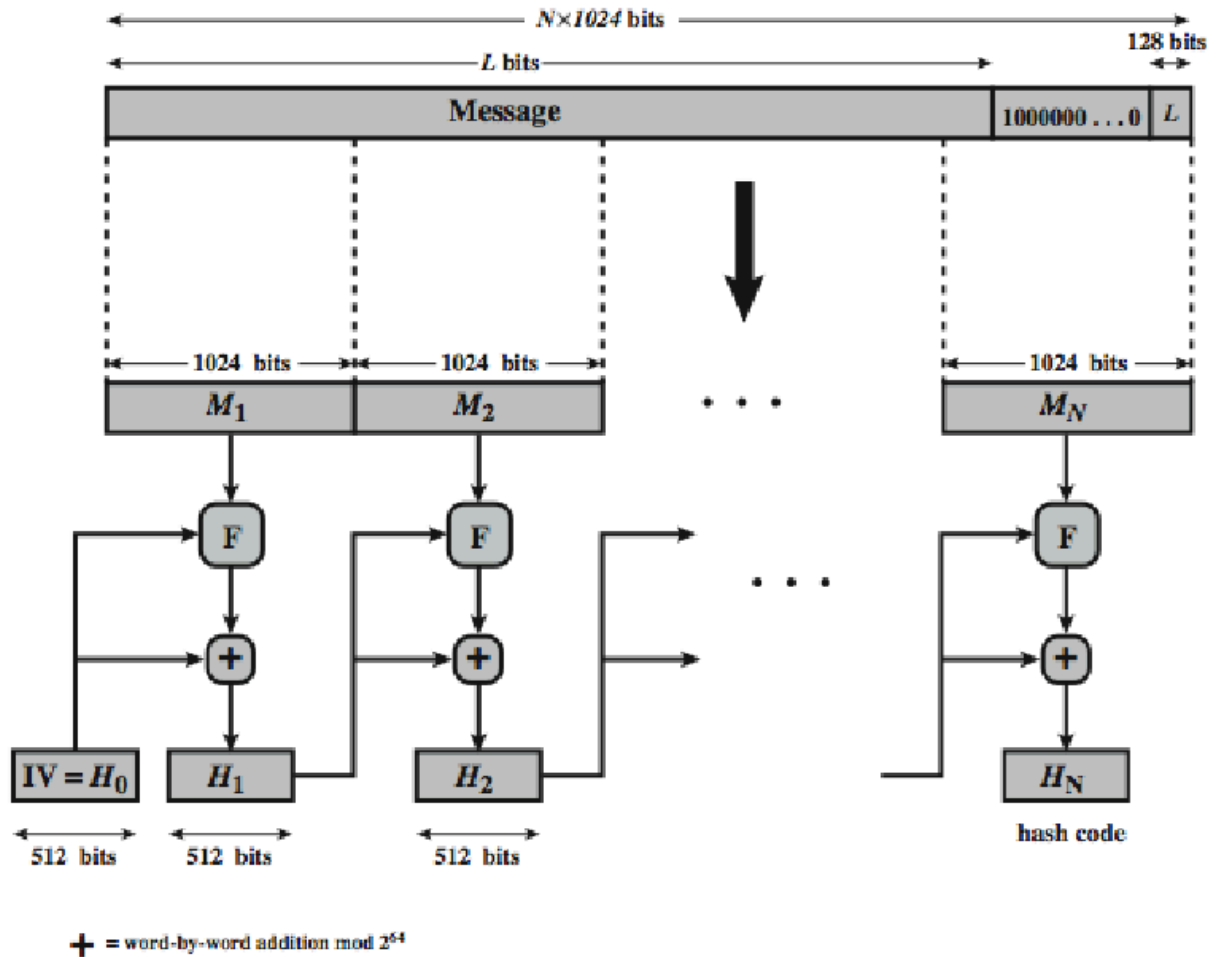 N×1024 bits
128 bits
L bits
Message 1000000 . . . 0 L
1024 bits 1024 bits 1024 bits
M1 M2 . . . MN
F F F
. . .
+ + +
IV = H0 H1 H2 HN
hash code
512 bits 512 bits 512 bits
+ = word-by-word addition mod 2^64